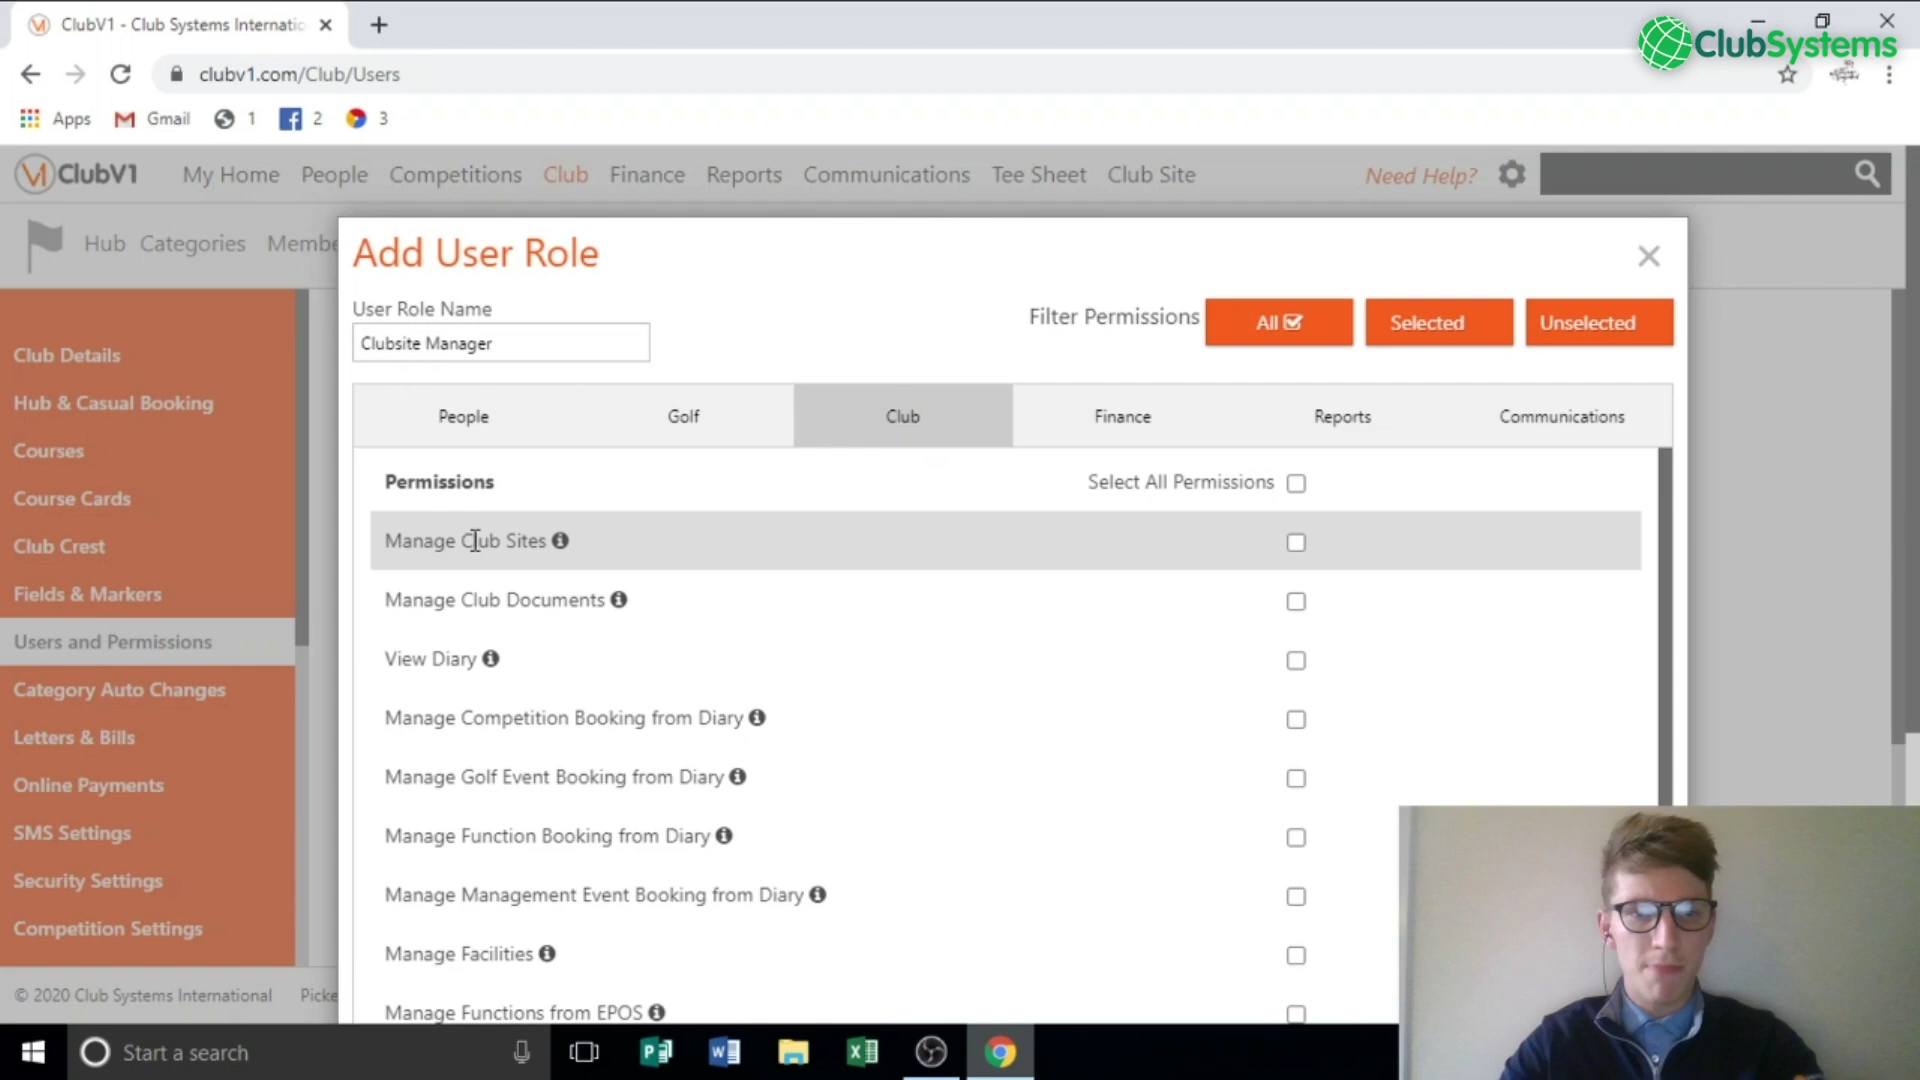 ClubV1 - Club Systems Internatio
ClubSystems
clubv1.com/Club/Users
Apps Gmail 1 2 3
ClubV1 My Home People Competitions Club Finance Reports Communications Tee Sheet Club Site Need Help?
Hub Categories Membe
Add User Role
User Role Name
Clubsite Manager
Filter Permissions All Selected Unselected
People Golf Club Finance Reports Communications
Permissions Select All Permissions
Manage Club Sites
Manage Club Documents
View Diary
Manage Competition Booking from Diary
Manage Golf Event Booking from Diary
Manage Function Booking from Diary
Manage Management Event Booking from Diary
Manage Facilities
Manage Functions from EPOS
Club Details
Hub & Casual Booking
Courses
Course Cards
Club Crest
Fields & Markers
Users and Permissions
Category Auto Changes
Letters & Bills
Online Payments
SMS Settings
Security Settings
Competition Settings
© 2020 Club Systems International Picke
Start a search